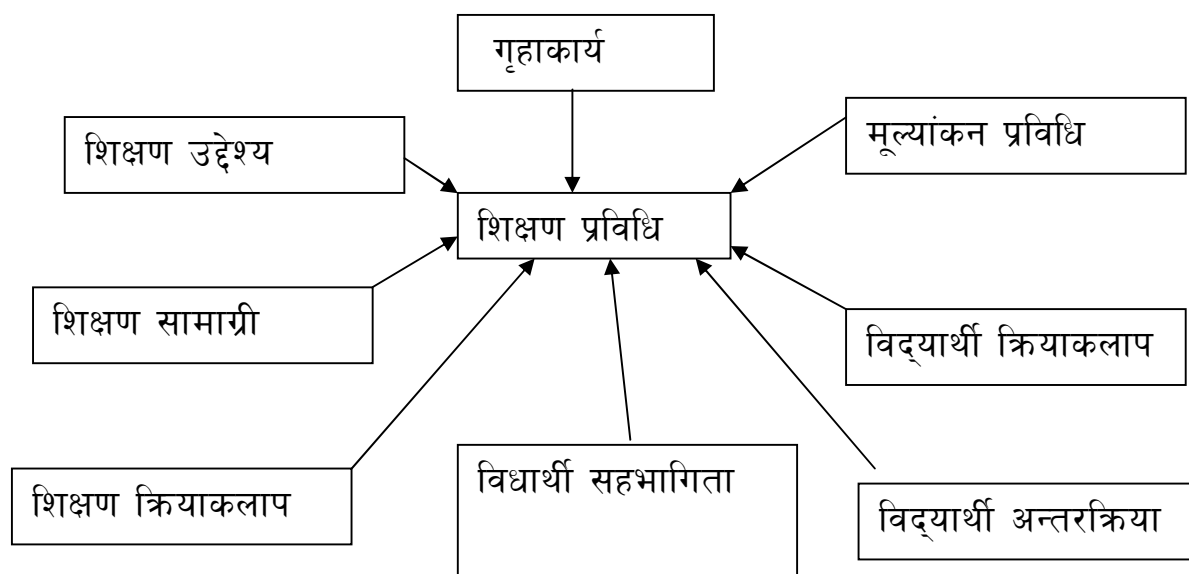 गृहाकार्य
शिक्षण उद्देश्य
मूल्यांकन प्रविधि
शिक्षण प्रविधि
शिक्षण सामाग्री
विद्‌यार्थी क्रियाकलाप
शिक्षण क्रियाकलाप
विधार्थी सहभागिता
विद्‌यार्थी अन्तरक्रिया